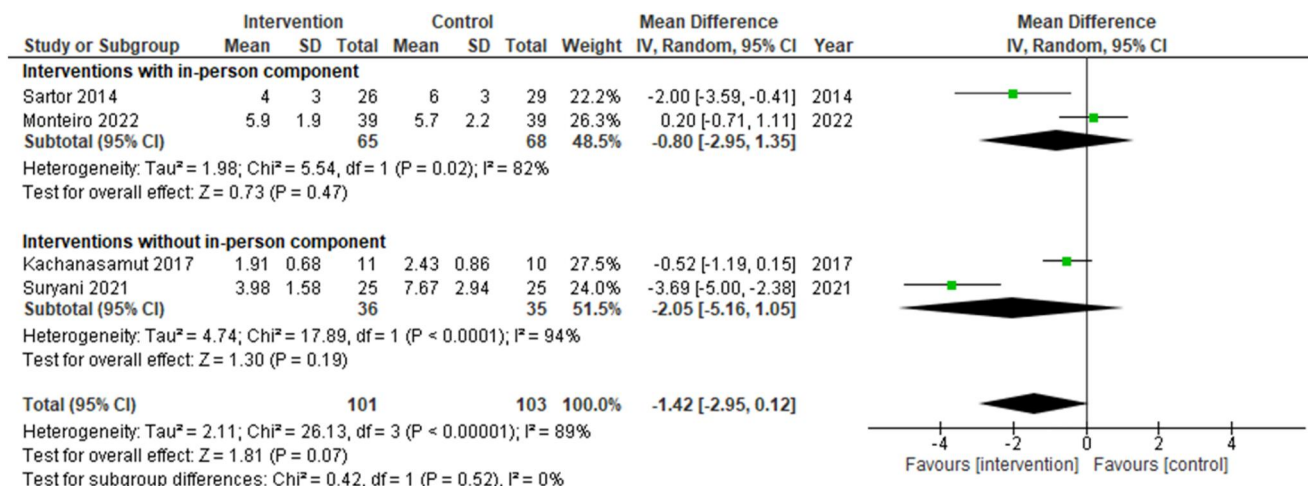 Intervention Control Mean Difference Mean Difference
Study or Subgroup Mean SD Total Mean SD Total Weight IV, Random, 95% CI Year IV, Random, 95% CI
Interventions with in-person component
Sartor 2014 4 3 26 6 3 29 22.2% -2.00 [-3.59, -0.41] 2014
Monteiro 2022 5.9 1.9 39 5.7 2.2 39 26.3% 0.20 [-0.71, 1.11] 2022
Subtotal (95% CI) 65 68 48.5% -0.80 [-2.95, 1.35]
Heterogeneity: Tau² = 1.98; Chi² = 5.54, df = 1 (P = 0.02); I² = 82%
Test for overall effect: Z = 0.73 (P = 0.47)
Interventions without in-person component
Kachanasamut 2017 1.91 0.68 11 2.43 0.86 10 27.5% -0.52 [-1.19, 0.15] 2017
Suryani 2021 3.98 1.58 25 7.67 2.94 25 24.0% -3.69 [-5.00, -2.38] 2021
Subtotal (95% CI) 36 35 51.5% -2.05 [-5.16, 1.05]
Heterogeneity: Tau² = 4.74; Chi² = 17.89, df = 1 (P < 0.0001); I² = 94%
Test for overall effect: Z = 1.30 (P = 0.19)
Total (95% CI) 101 103 100.0% -1.42 [-2.95, 0.12]
Heterogeneity: Tau² = 2.11; Chi² = 26.13, df = 3 (P < 0.00001); I² = 89%
Test for overall effect: Z = 1.81 (P = 0.07)
Test for subgroup differences: Chi² = 0.42, df = 1 (P = 0.52), I² = 0%
-4 -2 0 2 4
Favours [intervention] Favours [control]